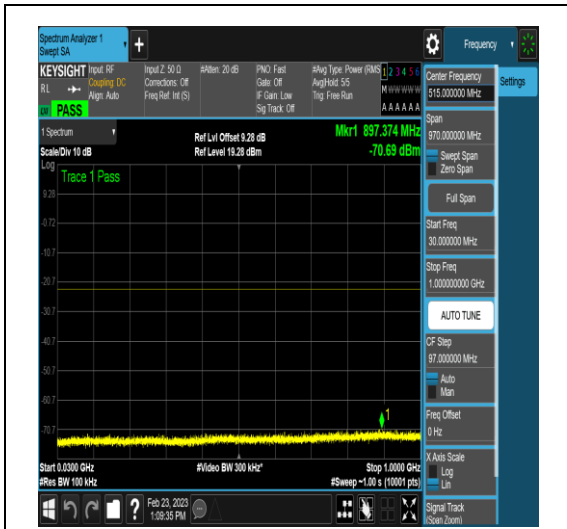 Spectrum Analyzer 1
Swept SA
Frequency
KEYSIGHT
RL
PASS
Input: RF
Coupling: DC
Align: Auto
Input Z: 50 Ω
Corrections: Off
Freq Ref: Int (S)
#Atten: 20 dB
PNO: Fast
Gate: Off
IF Gain: Low
Sig Track: Off
#Avg Type: Power (RMS
Avg|Hold: 5/5
Trig: Free Run
1 2 3 4 5 6
M W W W W W
A A A A A A
1 Spectrum
Scale/Div 10 dB
Ref Lvl Offset 9.28 dB
Ref Level 19.28 dBm
Mkr1 897.374 MHz
-70.69 dBm
Log
Trace 1 Pass
9.28
-0.72
-10.7
-20.7
-30.7
-40.7
-50.7
-60.7
-70.7
1
Start 0.0300 GHz
#Res BW 100 kHz
#Video BW 300 kHz*
Stop 1.0000 GHz
#Sweep ~1.00 s (10001 pts)
Feb 23, 2023
1:09:35 PM
Center Frequency
515.000000 MHz
Settings
Span
970.000000 MHz
Swept Span
Zero Span
Full Span
Start Freq
30.000000 MHz
Stop Freq
1.000000000 GHz
AUTO TUNE
CF Step
97.000000 MHz
Auto
Man
Freq Offset
0 Hz
X Axis Scale
Log
Lin
Signal Track
(Span Zoom)